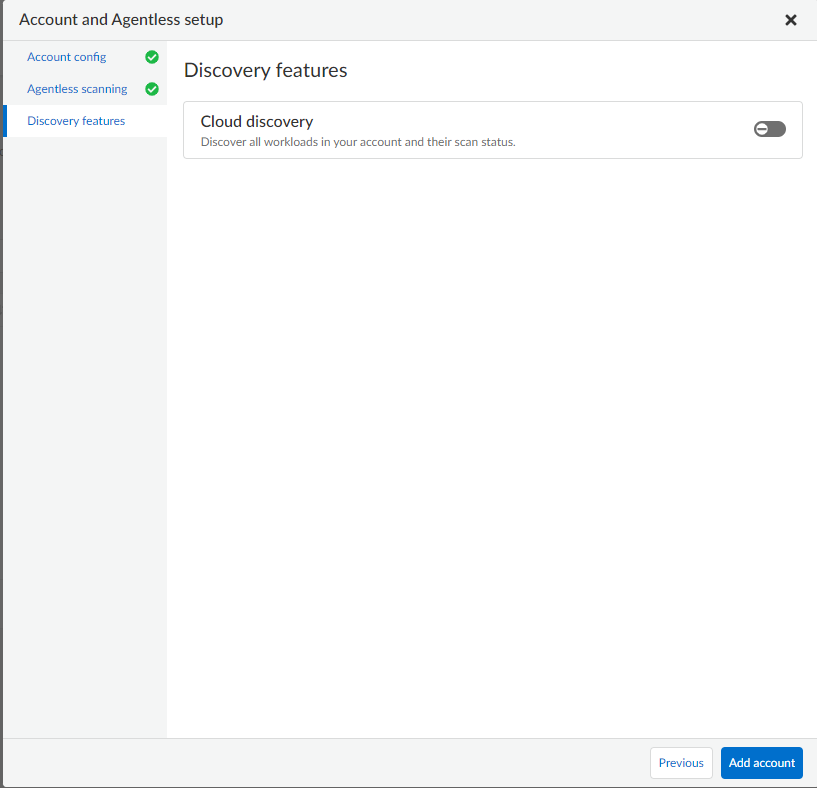 Account and Agentless setup
Account config
Agentless scanning
Discovery features
Discovery features
Cloud discovery
Discover all workloads in your account and their scan status.
Previous
Add account